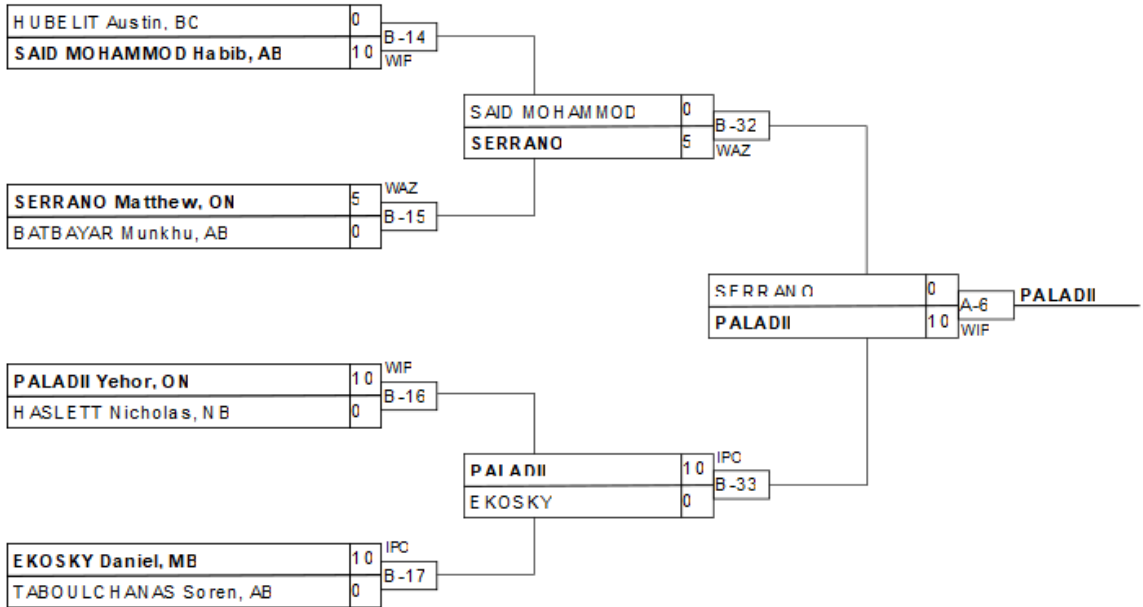 HUBELIT Austin, BC 0
B-14
SAID MOHAMMOD Habib, AB 10
WIF
SAID MOHAMMOD 0
B-32
SERRANO 5
WAZ
SERRANO Matthew, ON 5
WAZ
B-15
BATBAYAR Munkhu, AB 0
SERRANO 0
A-6
PALADII
PALADII 10
WIF
PALADII Yehor, ON 10
WIF
B-16
HASLETT Nicholas, NB 0
PALADII 10
IPO
B-33
EKOSKY 0
EKOSKY Daniel, MB 10
IPO
B-17
TABOULCHANAS Soren, AB 0